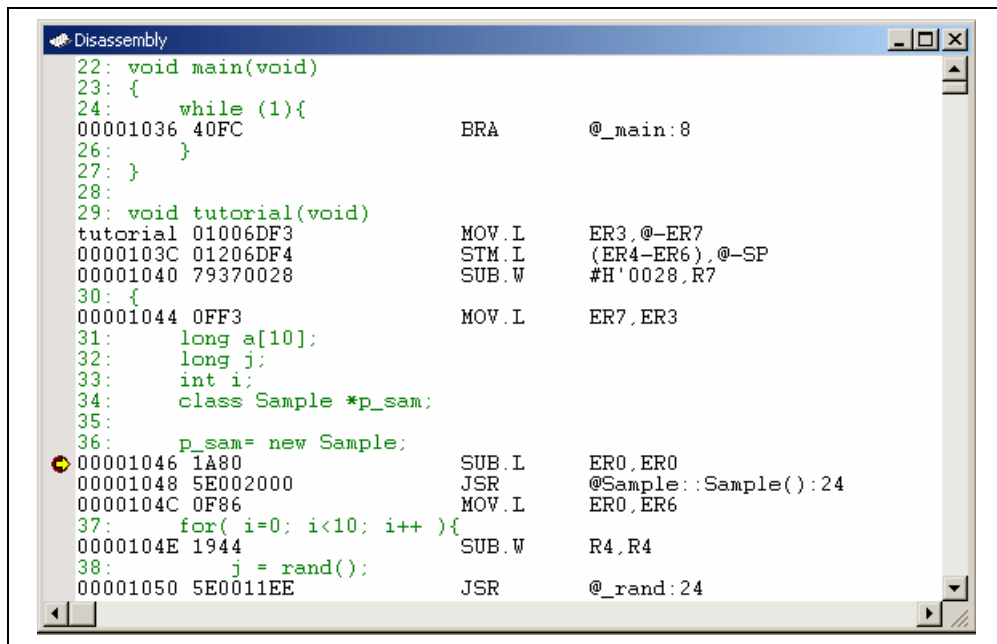 Disassembly
22: void main(void)
23: {
24:     while (1){
00001036 40FC BRA @_main:8
26:     }
27: }
28:
29: void tutorial(void)
tutorial 01006DF3 MOV.L ER3,@-ER7
0000103C 01206DF4 STM.L (ER4-ER6),@-SP
00001040 79370028 SUB.W #H'0028,R7
30: {
00001044 0FF3 MOV.L ER7,ER3
31:     long a[10];
32:     long j;
33:     int i;
34:     class Sample *p_sam;
35:
36:     p_sam= new Sample;
00001046 1A80 SUB.L ER0,ER0
00001048 5E002000 JSR @Sample::Sample():24
0000104C 0F86 MOV.L ER0,ER6
37:     for( i=0; i<10; i++ ){
0000104E 1944 SUB.W R4,R4
38:         j = rand();
00001050 5E0011EE JSR @_rand:24